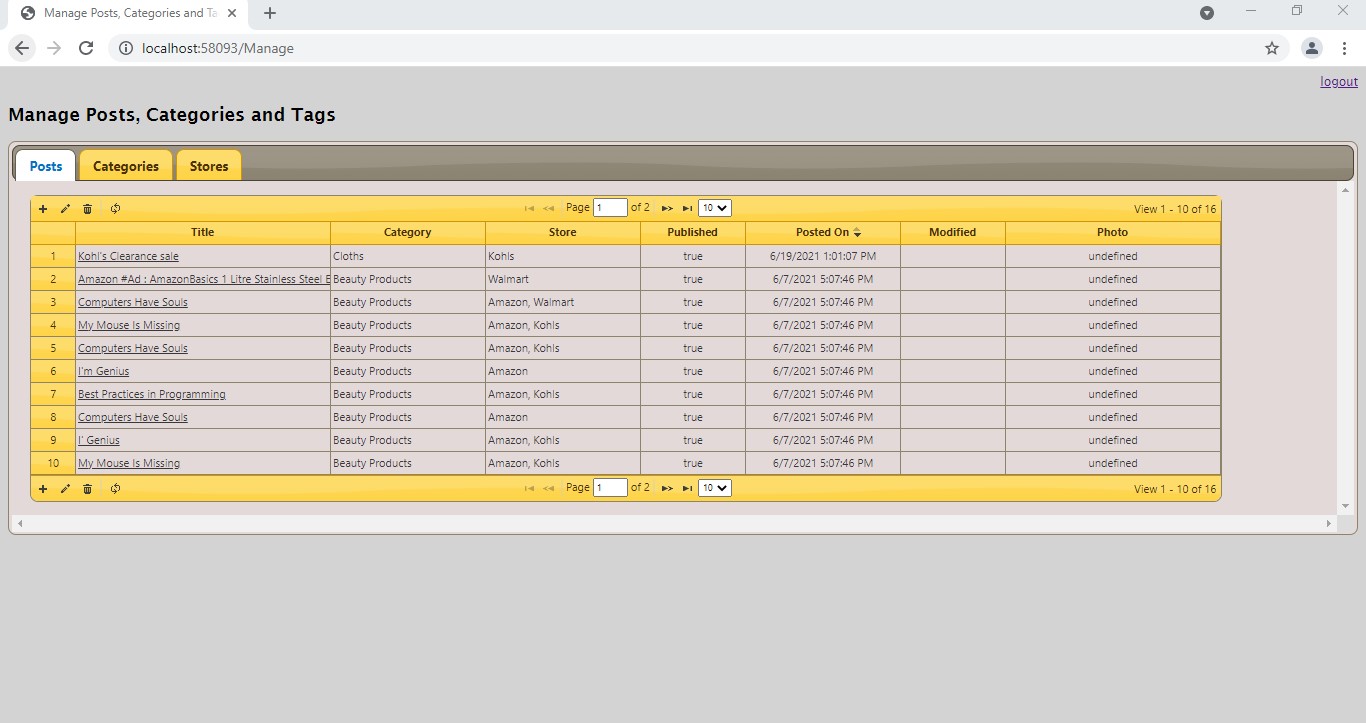 Manage Posts, Categories and Ta
localhost:58093/Manage
logout
Manage Posts, Categories and Tags
Posts Categories Stores
Page 1 of 2 10 View 1 - 10 of 16
Title Category Store Published Posted On Modified Photo
1 Kohl's Clearance sale Cloths Kohls true 6/19/2021 1:01:07 PM undefined
2 Amazon #Ad : AmazonBasics 1 Litre Stainless Steel B Beauty Products Walmart true 6/7/2021 5:07:46 PM undefined
3 Computers Have Souls Beauty Products Amazon, Walmart true 6/7/2021 5:07:46 PM undefined
4 My Mouse Is Missing Beauty Products Amazon, Kohls true 6/7/2021 5:07:46 PM undefined
5 Computers Have Souls Beauty Products Amazon, Kohls true 6/7/2021 5:07:46 PM undefined
6 I'm Genius Beauty Products Amazon true 6/7/2021 5:07:46 PM undefined
7 Best Practices in Programming Beauty Products Amazon, Kohls true 6/7/2021 5:07:46 PM undefined
8 Computers Have Souls Beauty Products Amazon true 6/7/2021 5:07:46 PM undefined
9 I' Genius Beauty Products Amazon, Kohls true 6/7/2021 5:07:46 PM undefined
10 My Mouse Is Missing Beauty Products Amazon, Kohls true 6/7/2021 5:07:46 PM undefined
Page 1 of 2 10 View 1 - 10 of 16